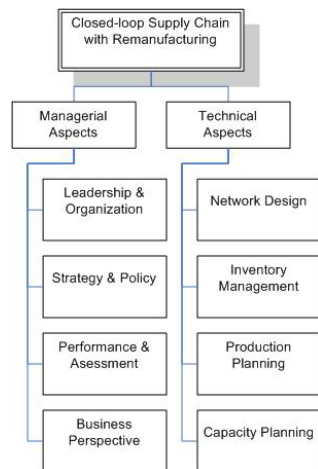 Closed-loop Supply Chain
with Remanufacturing
Managerial
Aspects
Technical
Aspects
Leadership &
Organization
Strategy & Policy
Performance &
Asessment
Business
Perspective
Network Design
Inventory
Management
Production
Planning
Capacity Planning